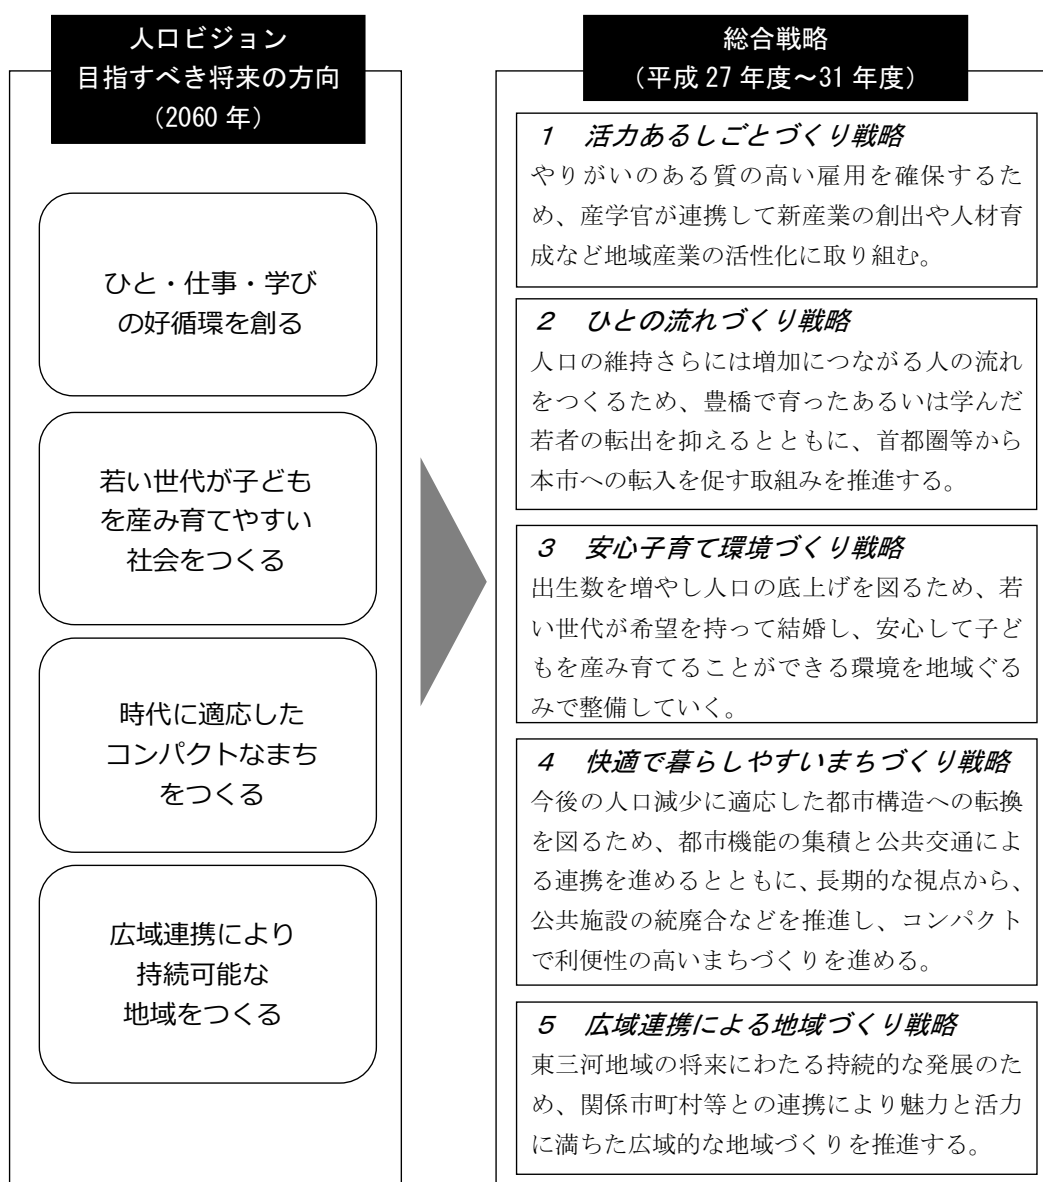 人口ビジョン
目指すべき将来の方向
（2060 年）
ひと・仕事・学び
の好循環を創る
若い世代が子ども
を産み育てやすい
社会をつくる
時代に適応した
コンパクトなまち
をつくる
広域連携により
持続可能な
地域をつくる
総合戦略
（平成 27 年度～31 年度）
1　活力あるしごとづくり戦略
やりがいのある質の高い雇用を確保するた
め、産学官が連携して新産業の創出や人材育
成など地域産業の活性化に取り組む。
2　ひとの流れづくり戦略
人口の維持さらには増加につながる人の流れ
をつくるため、豊橋で育ったあるいは学んだ
若者の転出を抑えるとともに、首都圏等から
本市への転入を促す取組みを推進する。
3　安心子育て環境づくり戦略
出生数を増やし人口の底上げを図るため、若
い世代が希望を持って結婚し、安心して子ど
もを産み育てることができる環境を地域ぐる
みで整備していく。
4　快適で暮らしやすいまちづくり戦略
今後の人口減少に適応した都市構造への転換
を図るため、都市機能の集積と公共交通によ
る連携を進めるとともに、長期的な視点から、
公共施設の統廃合などを推進し、コンパクト
で利便性の高いまちづくりを進める。
5　広域連携による地域づくり戦略
東三河地域の将来にわたる持続的な発展のた
め、関係市町村等との連携により魅力と活力
に満ちた広域的な地域づくりを推進する。